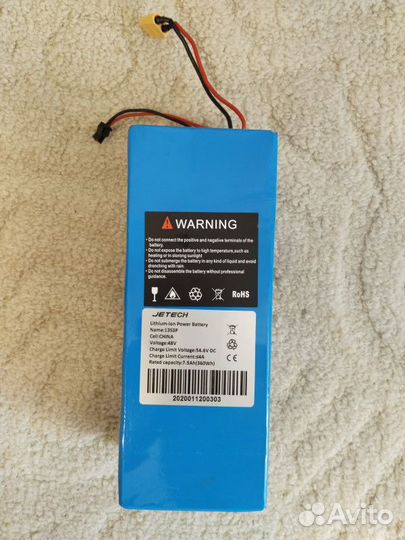 WARNING
• Do not connect the positive and negative terminals of the
battery.
• Do not expose the battery to high temperature,such as
heating or in storing sunlight
• Do not submerge the battery in any kind of liquid and avoid
drenching with rain.
• Do not disassemble the battery without professional
guidance.
RoHS
JETECH
Lithium-Ion Power Battery
Name:13S3P
Cell:CHINA
Voltage:48V
Charge Limit Voltage:54.6V DC
Charge Limit Current:≤4A
Rated capacity:7.5Ah(360Wh)
2020011200303
Avito